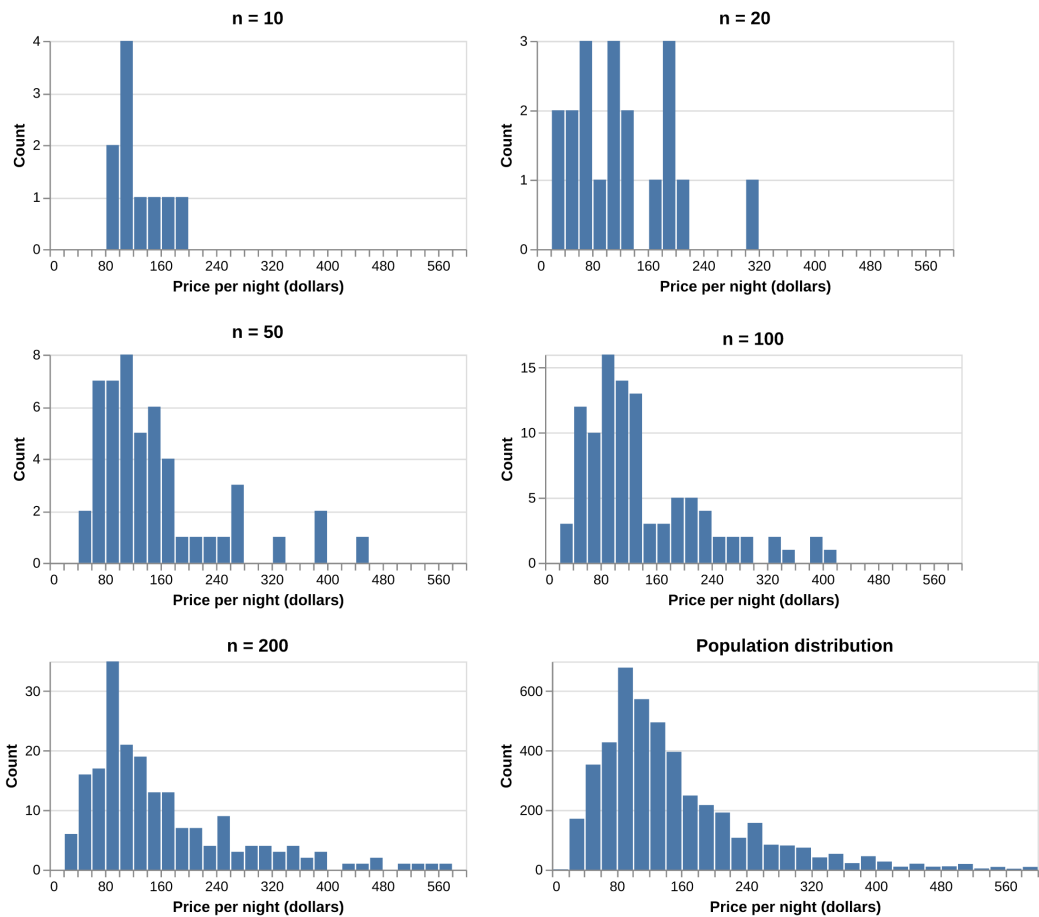 n = 10
4
3
2
1
0
Count
0 80 160 240 320 400 480 560
Price per night (dollars)
n = 20
3
2
1
0
Count
0 80 160 240 320 400 480 560
Price per night (dollars)
n = 50
8
6
4
2
0
Count
0 80 160 240 320 400 480 560
Price per night (dollars)
n = 100
15
10
5
0
Count
0 80 160 240 320 400 480 560
Price per night (dollars)
n = 200
30
20
10
0
Count
0 80 160 240 320 400 480 560
Price per night (dollars)
Population distribution
600
400
200
0
Count
0 80 160 240 320 400 480 560
Price per night (dollars)